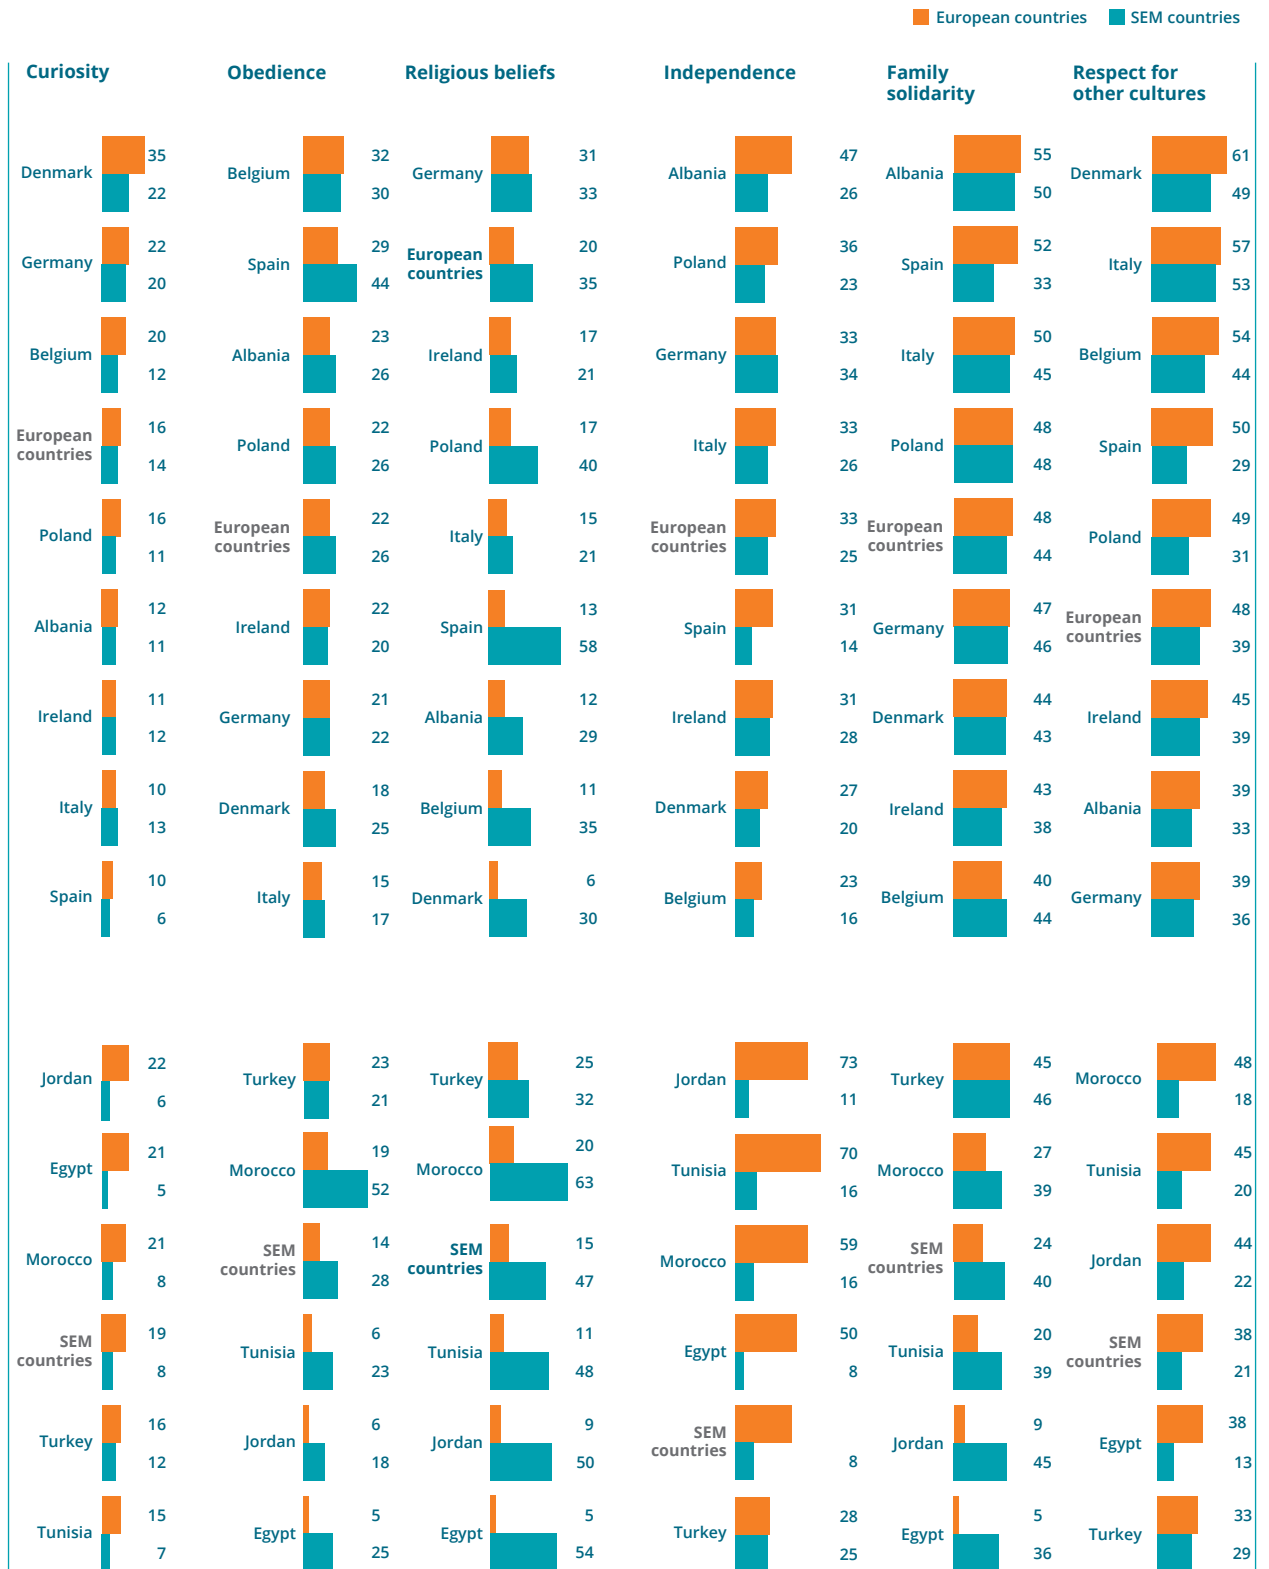 European countries SEM countries
Curiosity
Denmark 35
22
Germany 22
20
Belgium 20
12
European countries 16
14
Poland 16
11
Albania 12
11
Ireland 11
12
Italy 10
13
Spain 10
6
Jordan 22
6
Egypt 21
5
Morocco 21
8
SEM countries 19
8
Turkey 16
12
Tunisia 15
7
Obedience
Belgium 32
30
Spain 29
44
Albania 23
26
Poland 22
26
European countries 22
26
Ireland 22
20
Germany 21
22
Denmark 18
25
Italy 15
17
Turkey 23
21
Morocco 19
52
SEM countries 14
28
Tunisia 6
23
Jordan 6
18
Egypt 5
25
Religious beliefs
Germany 31
33
European countries 20
35
Ireland 17
21
Poland 17
40
Italy 15
21
Spain 13
58
Albania 12
29
Belgium 11
35
Denmark 6
30
Turkey 25
32
Morocco 20
63
SEM countries 15
47
Tunisia 11
48
Jordan 9
50
Egypt 5
54
Independence
Albania 47
26
Poland 36
23
Germany 33
34
Italy 33
26
European countries 33
25
Spain 31
14
Ireland 31
28
Denmark 27
20
Belgium 23
16
Jordan 73
11
Tunisia 70
16
Morocco 59
16
Egypt 50
8
SEM countries
8
Turkey 28
25
Family
solidarity
Albania 55
50
Spain 52
33
Italy 50
45
Poland 48
48
European countries 48
44
Germany 47
46
Denmark 44
43
Ireland 43
38
Belgium 40
44
Turkey 45
46
Morocco 27
39
SEM countries 24
40
Tunisia 20
39
Jordan 9
45
Egypt 5
36
Respect for
other cultures
Denmark 61
49
Italy 57
53
Belgium 54
44
Spain 50
29
Poland 49
31
European countries 48
39
Ireland 45
39
Albania 39
33
Germany 39
36
Morocco 48
18
Tunisia 45
20
Jordan 44
22
SEM countries 38
21
Egypt 38
13
Turkey 33
29